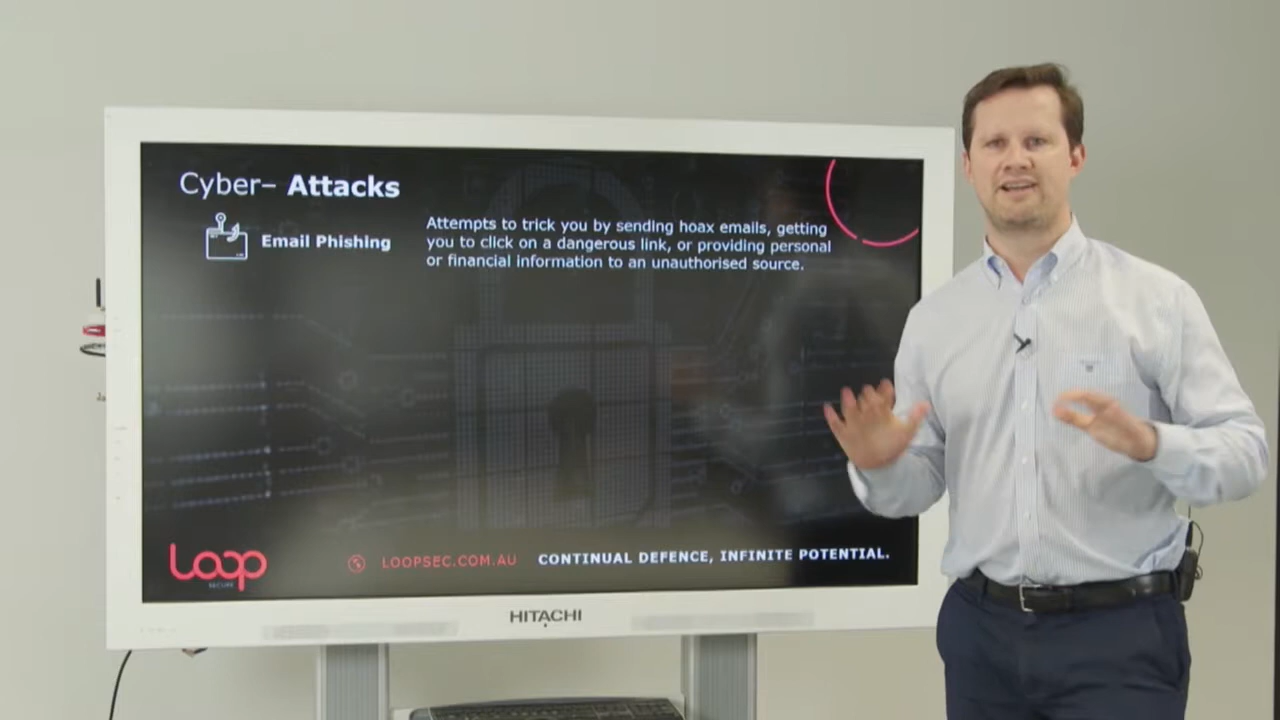 Cyber– Attacks
Email Phishing
Attempts to trick you by sending hoax emails, getting
you to click on a dangerous link, or providing personal
or financial information to an unauthorised source.
Loop
SECURE
LOOPSEC.COM.AU
CONTINUAL DEFENCE, INFINITE POTENTIAL.
HITACHI